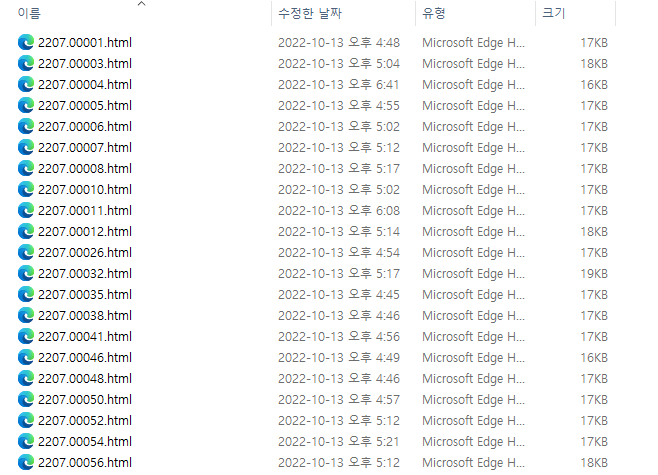 이름 수정한 날짜 유형 크기
2207.00001.html 2022-10-13 오후 4:48 Microsoft Edge H... 17KB
2207.00003.html 2022-10-13 오후 5:04 Microsoft Edge H... 18KB
2207.00004.html 2022-10-13 오후 6:41 Microsoft Edge H... 16KB
2207.00005.html 2022-10-13 오후 4:55 Microsoft Edge H... 17KB
2207.00006.html 2022-10-13 오후 5:02 Microsoft Edge H... 17KB
2207.00007.html 2022-10-13 오후 5:12 Microsoft Edge H... 17KB
2207.00008.html 2022-10-13 오후 5:17 Microsoft Edge H... 17KB
2207.00010.html 2022-10-13 오후 5:02 Microsoft Edge H... 17KB
2207.00011.html 2022-10-13 오후 6:08 Microsoft Edge H... 17KB
2207.00012.html 2022-10-13 오후 5:14 Microsoft Edge H... 18KB
2207.00026.html 2022-10-13 오후 4:54 Microsoft Edge H... 17KB
2207.00032.html 2022-10-13 오후 5:17 Microsoft Edge H... 19KB
2207.00035.html 2022-10-13 오후 4:45 Microsoft Edge H... 17KB
2207.00038.html 2022-10-13 오후 4:46 Microsoft Edge H... 17KB
2207.00041.html 2022-10-13 오후 4:56 Microsoft Edge H... 17KB
2207.00046.html 2022-10-13 오후 4:49 Microsoft Edge H... 16KB
2207.00048.html 2022-10-13 오후 4:46 Microsoft Edge H... 17KB
2207.00050.html 2022-10-13 오후 4:57 Microsoft Edge H... 17KB
2207.00052.html 2022-10-13 오후 5:12 Microsoft Edge H... 17KB
2207.00054.html 2022-10-13 오후 5:21 Microsoft Edge H... 17KB
2207.00056.html 2022-10-13 오후 5:12 Microsoft Edge H... 18KB